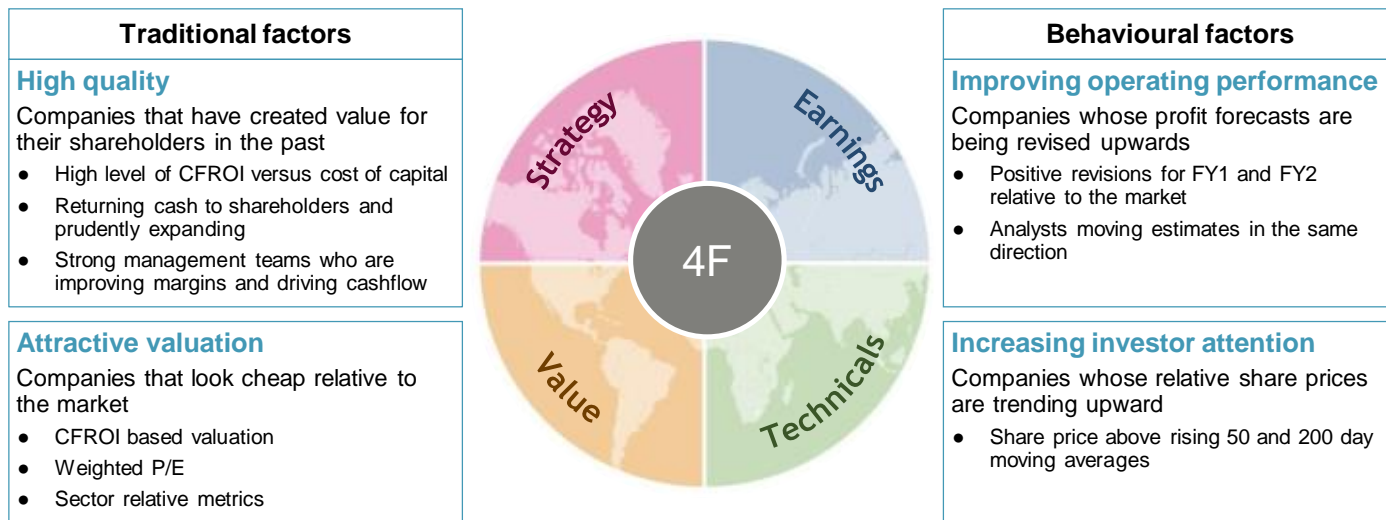 Traditional factors
High quality
Companies that have created value for
their shareholders in the past
● High level of CFROI versus cost of capital
● Returning cash to shareholders and
prudently expanding
● Strong management teams who are
improving margins and driving cashflow
Attractive valuation
Companies that look cheap relative to
the market
● CFROI based valuation
● Weighted P/E
● Sector relative metrics
Strategy
Earnings
4F
Value
Technicals
Behavioural factors
Improving operating performance
Companies whose profit forecasts are
being revised upwards
● Positive revisions for FY1 and FY2
relative to the market
● Analysts moving estimates in the same
direction
Increasing investor attention
Companies whose relative share prices
are trending upward
● Share price above rising 50 and 200 day
moving averages